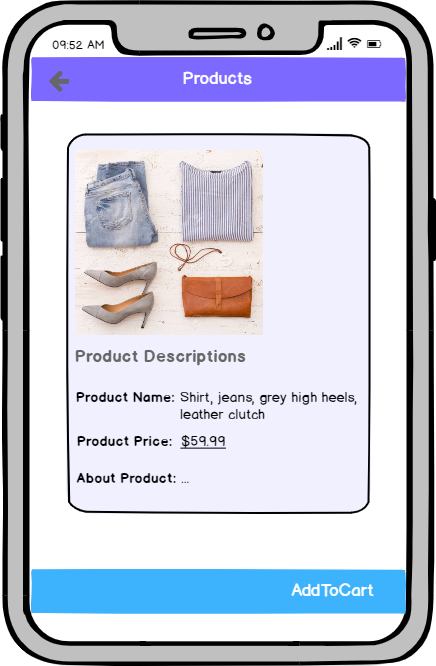 09:52 AM
Products
Product Descriptions
Product Name: Shirt, jeans, grey high heels,
leather clutch
Product Price: $59.99
About Product: ...
AddToCart